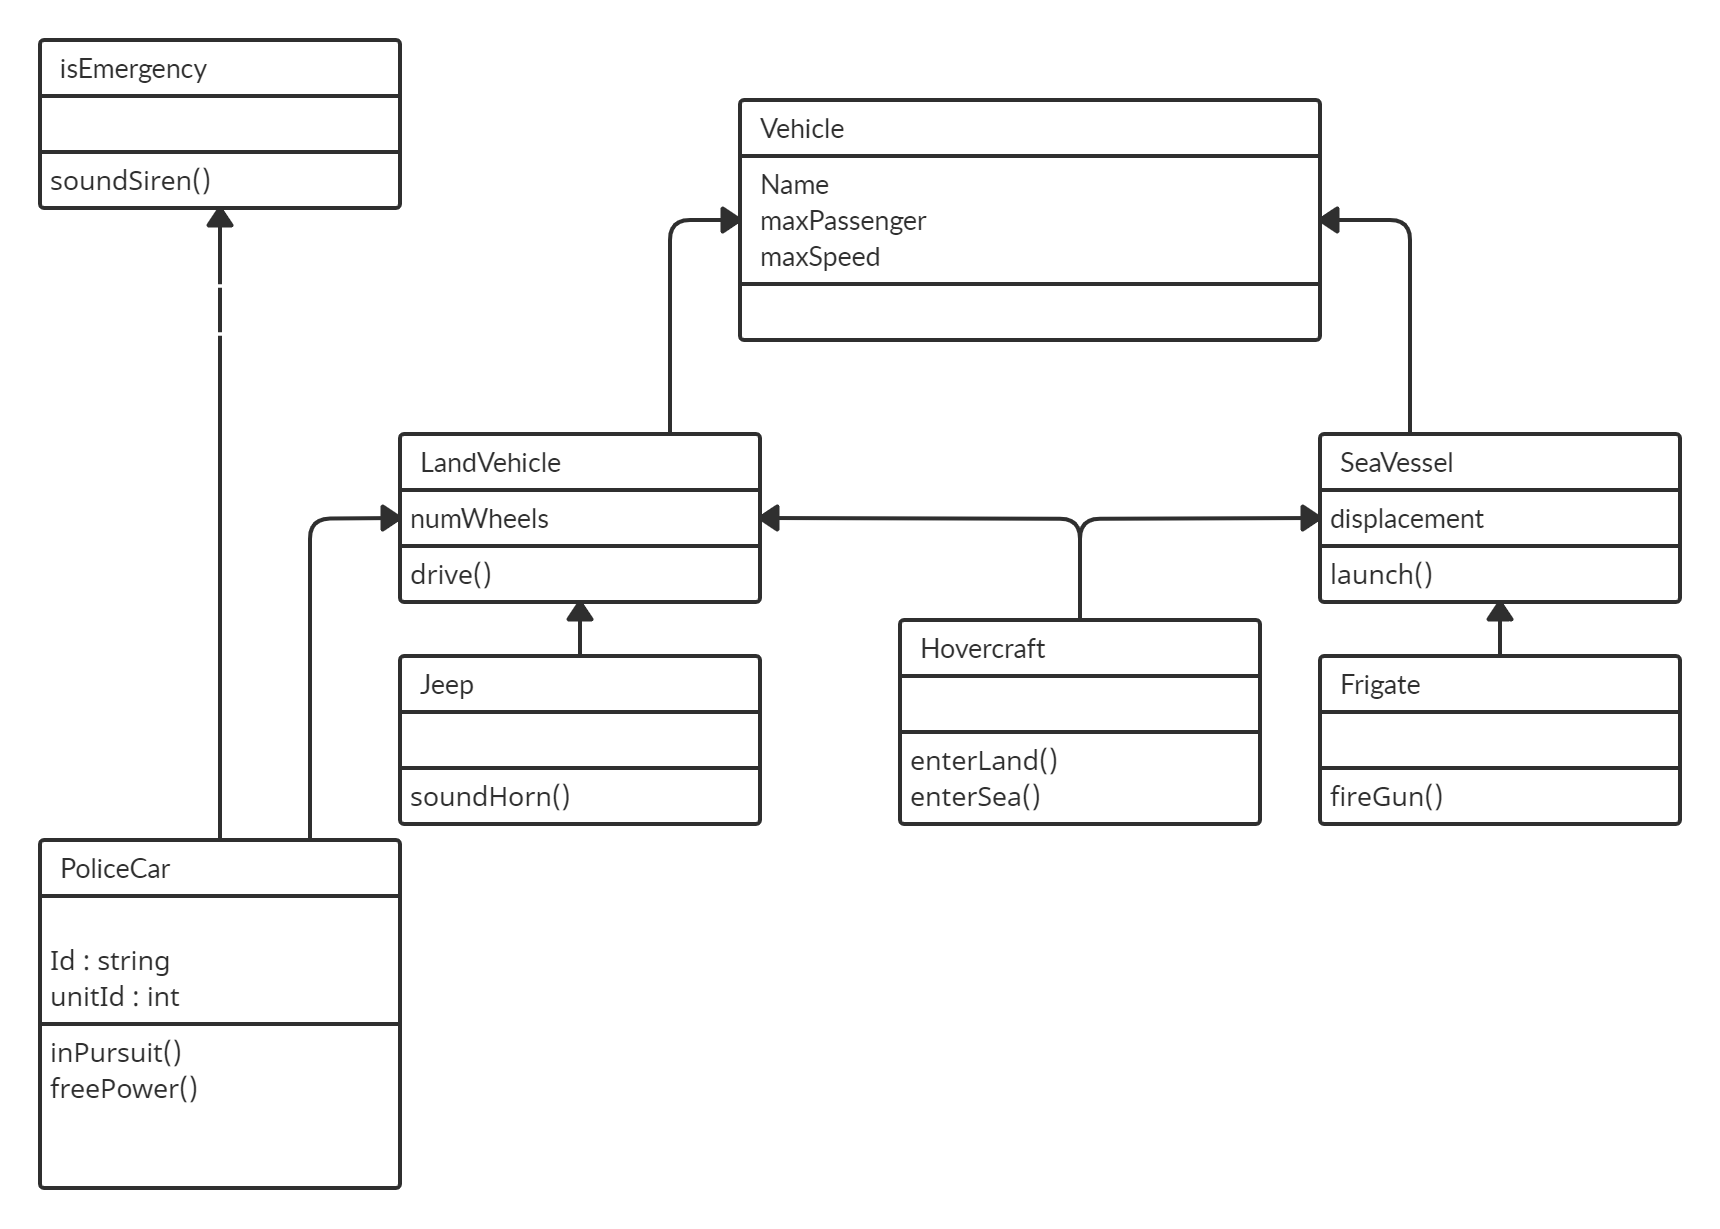 isEmergency
soundSiren()
Vehicle
Name
maxPassenger
maxSpeed
LandVehicle
numWheels
drive()
SeaVessel
displacement
launch()
Jeep
soundHorn()
Hovercraft
enterLand()
enterSea()
Frigate
fireGun()
PoliceCar
Id : string
unitId : int
inPursuit()
freePower()